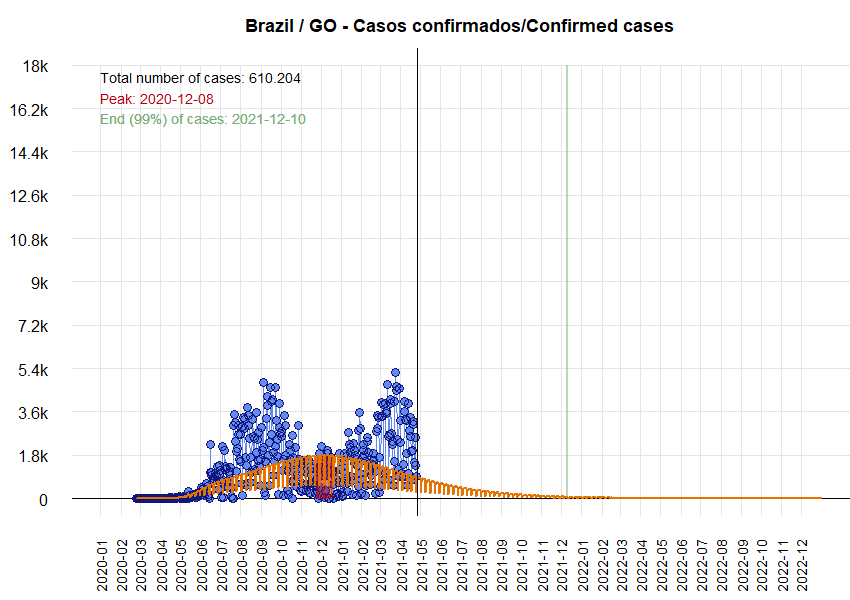 Brazil / GO - Casos confirmados/Confirmed cases
18k
16.2k
14.4k
12.6k
10.8k
9k
7.2k
5.4k
3.6k
1.8k
0
Total number of cases: 610.204
Peak: 2020-12-08
End (99%) of cases: 2021-12-10
2020-01
2020-02
2020-03
2020-04
2020-05
2020-06
2020-07
2020-08
2020-09
2020-10
2020-11
2020-12
2021-01
2021-02
2021-03
2021-04
2021-05
2021-06
2021-07
2021-08
2021-09
2021-10
2021-11
2021-12
2022-01
2022-02
2022-03
2022-04
2022-05
2022-06
2022-07
2022-08
2022-09
2022-10
2022-11
2022-12